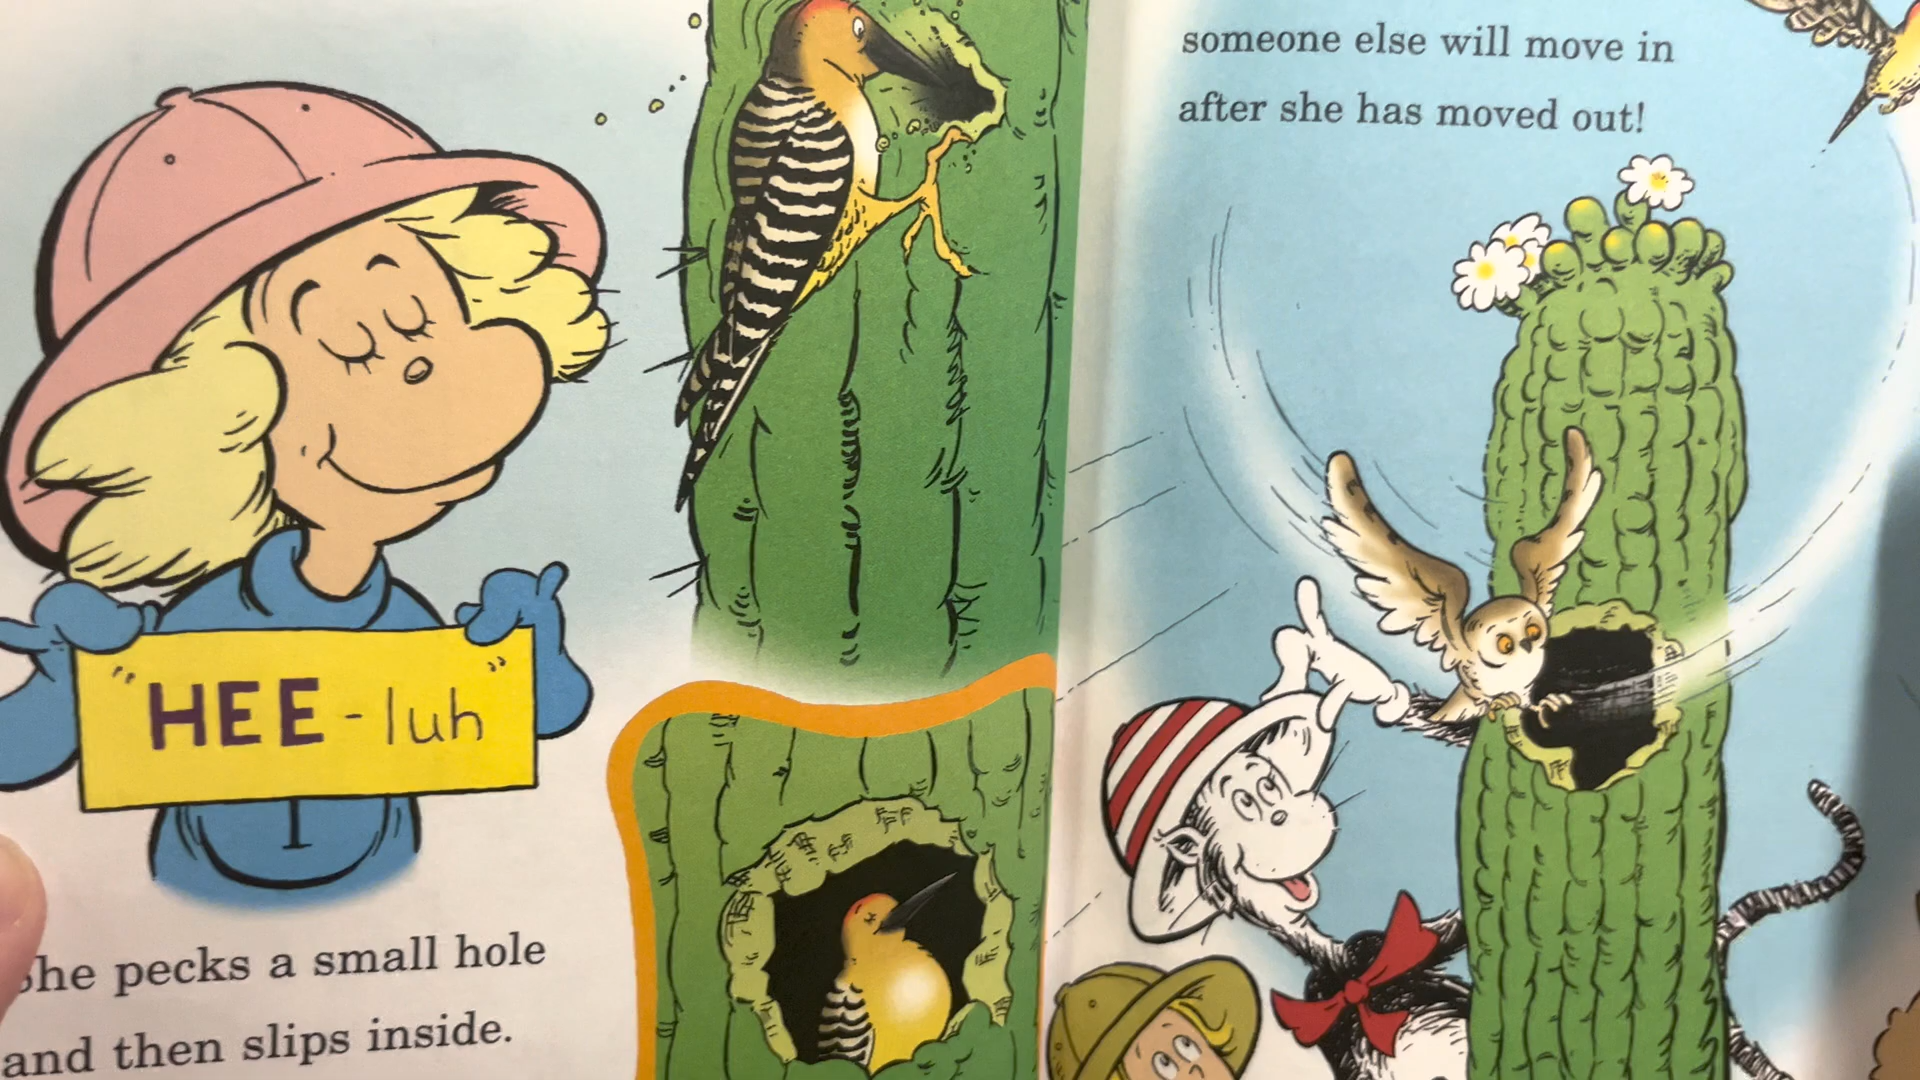 "HEE-luh"
She pecks a small hole
and then slips inside.
someone else will move in
after she has moved out!